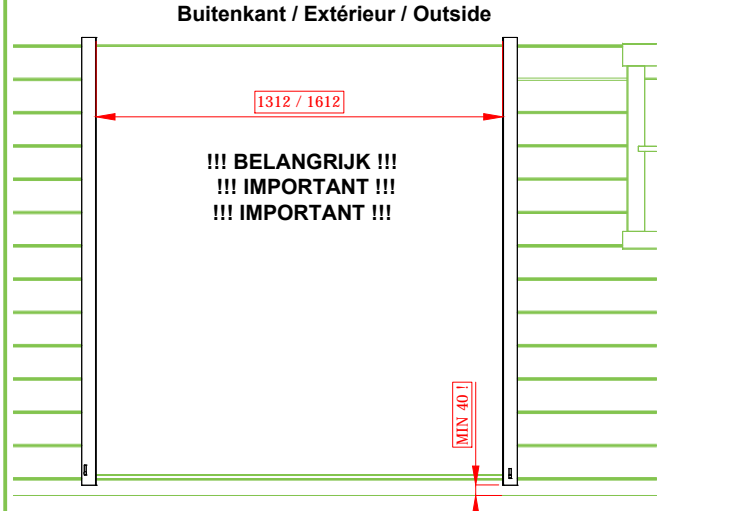 Buitenkant / Extérieur / Outside
1312 / 1612
!!! BELANGRIJK !!!
!!! IMPORTANT !!!
!!! IMPORTANT !!!
MIN 40 !